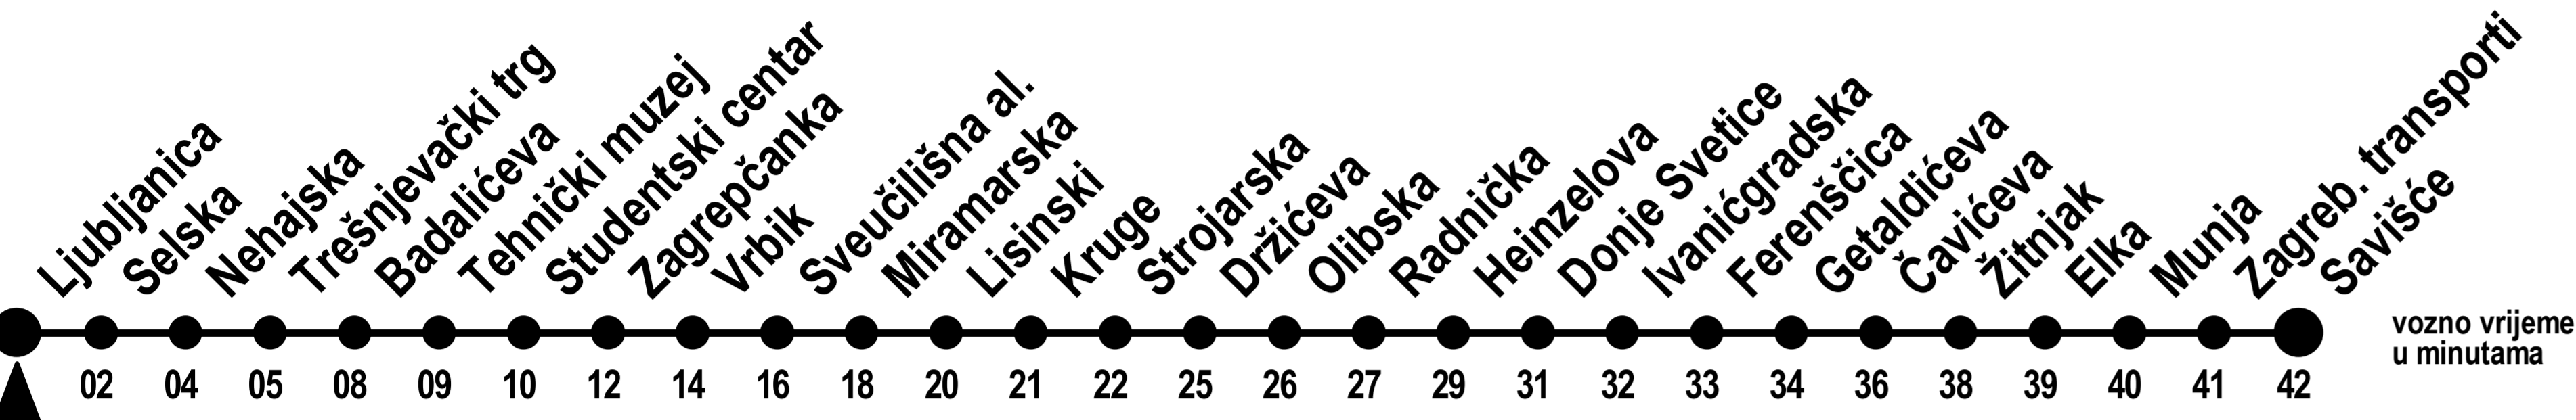 Ljubljanica
Selska
Nehajska
Trešnjevački trg
Badalićeva
Tehnički muzej
Studentski centar
Zagrepčanka
Vrbik
Sveučilišna al.
Miramarska
Lisinski
Kruge
Strojarska
Držićeva
Olibska
Radnička
Heinzelova
Donje Svetice
Ivanićgradska
Ferenščica
Getaldićeva
Čavićeva
Žitnjak
Elka
Munja
Zagreb. transporti
Savišće
02 04 05 08 09 10 12 14 16 18 20 21 22 25 26 27 29 31 32 33 34 36 38 39 40 41 42
vozno vrijeme
u minutama